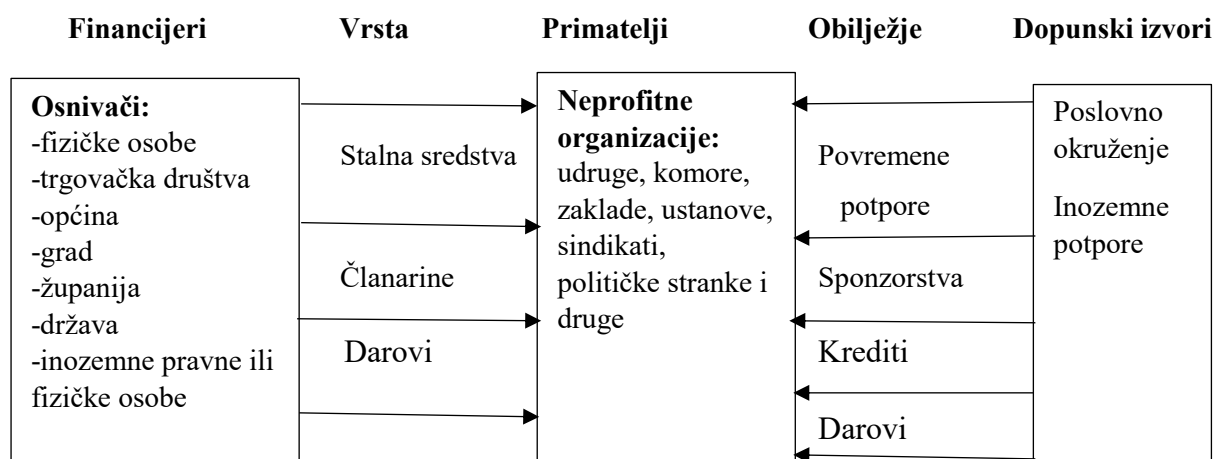 Financijeri Vrsta Primatelji Obilježje Dopunski izvori
Osnivači:
-fizičke osobe
-trgovačka društva
-općina
-grad
-županija
-država
-inozemne pravne ili
fizičke osobe
Stalna sredstva
Članarine
Darovi
Neprofitne
organizacije:
udruge, komore,
zaklade, ustanove,
sindikati,
političke stranke i
druge
Povremene
potpore
Sponzorstva
Krediti
Darovi
Poslovno
okruženje
Inozemne
potpore